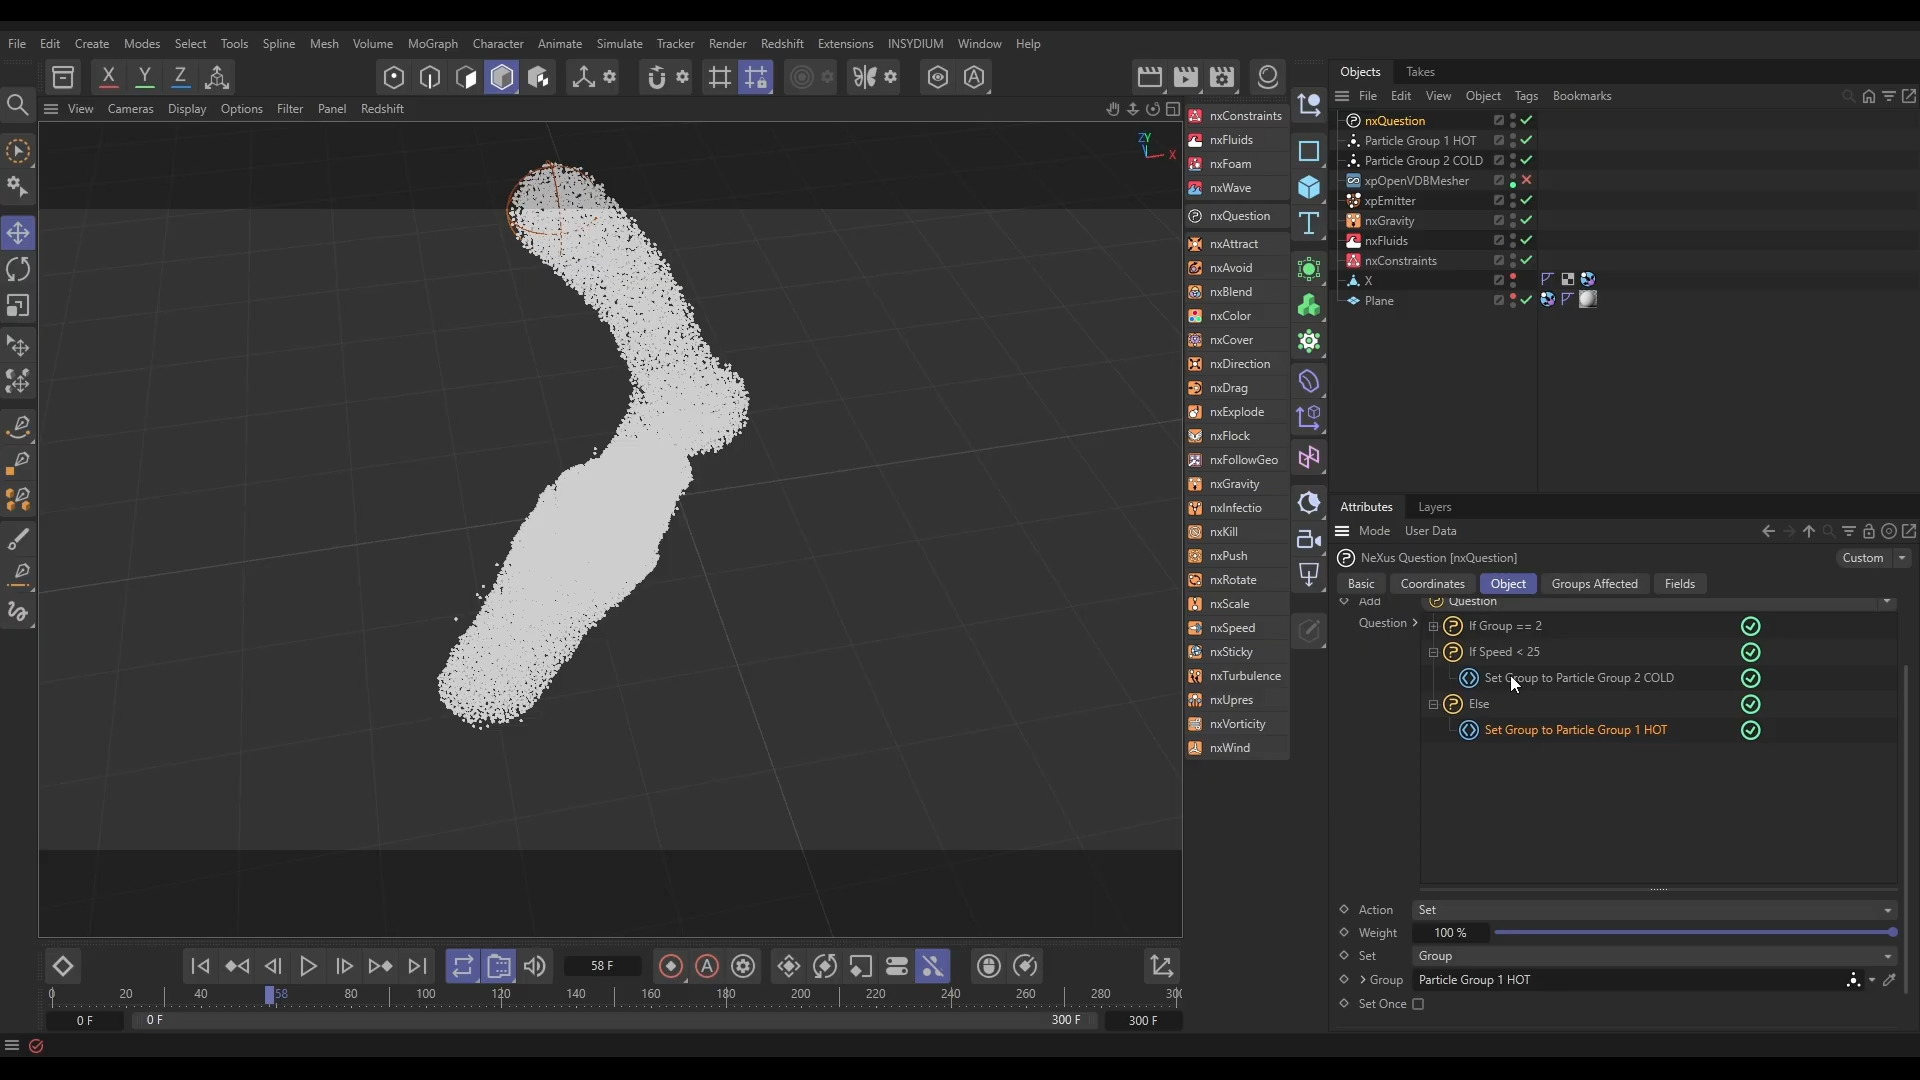 File Edit Create Modes Select Tools Spline Mesh Volume MoGraph Character Animate Simulate Tracker Render Redshift Extensions INSYDIUM Window Help
X Y Z
View Cameras Display Options Filter Panel Redshift
ZY
X
nxConstraints
nxFluids
nxFoam
nxWave
nxQuestion
nxAttract
nxAvoid
nxBlend
nxColor
nxCover
nxDirection
nxDrag
nxExplode
nxFlock
nxFollowGeo
nxGravity
nxInfectio
nxKill
nxPush
nxRotate
nxScale
nxSpeed
nxSticky
nxTurbulence
nxUpres
nxVorticity
nxWind
Objects Takes
File Edit View Object Tags Bookmarks
nxQuestion
Particle Group 1 HOT
Particle Group 2 COLD
xpOpenVDBMesher
xpEmitter
nxGravity
nxFluids
nxConstraints
X
Plane
Attributes Layers
Mode User Data
NeXus Question [nxQuestion] Custom
Basic Coordinates Object Groups Affected Fields
Add Question
Question > If Group == 2
If Speed < 25
Set Group to Particle Group 2 COLD
Else
Set Group to Particle Group 1 HOT
Action Set
Weight 100 %
Set Group
> Group Particle Group 1 HOT
Set Once
58 F
0 20 40 58 80 100 120 140 160 180 200 220 240 260 280 30
0 F 0 F 300 F 300 F